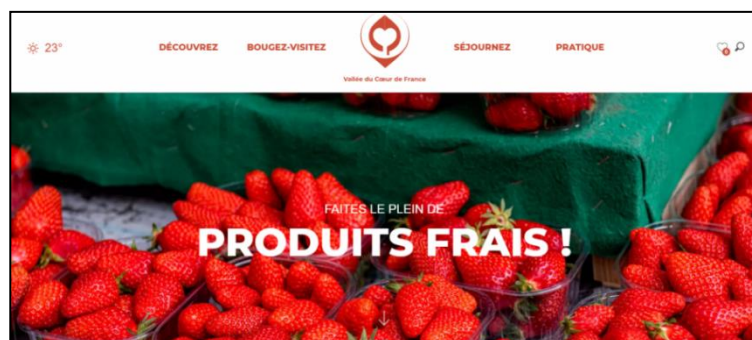 23°
DÉCOUVREZ
BOUGEZ-VISITEZ
SÉJOURNEZ
PRATIQUE
Vallée du Cœur de France
FAITES LE PLEIN DE
PRODUITS FRAIS !